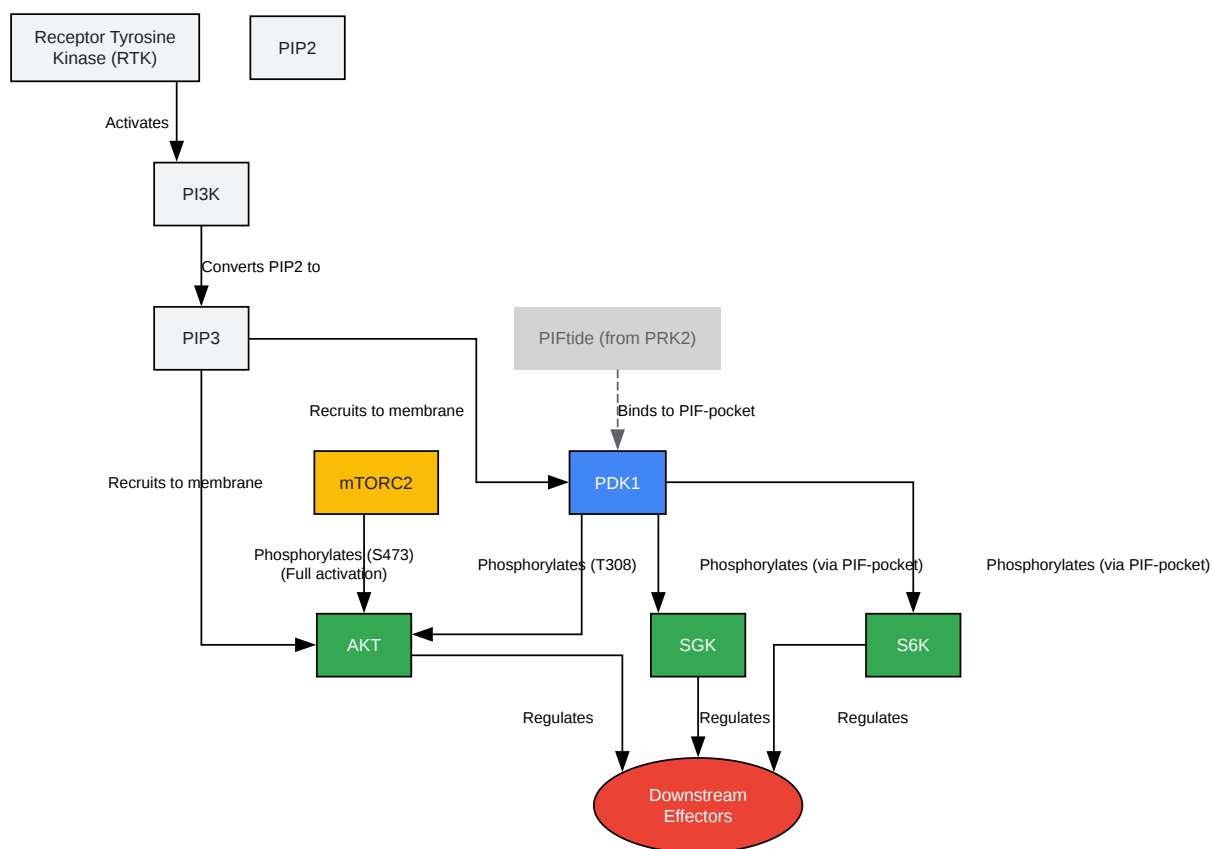 Receptor Tyrosine
Kinase (RTK)
PIP2
Activates
PI3K
Converts PIP2 to
PIP3
PIFtide (from PRK2)
Recruits to membrane
Binds to PIF-pocket
Recruits to membrane
mTORC2
PDK1
Phosphorylates (S473)
(Full activation)
Phosphorylates (T308)
Phosphorylates (via PIF-pocket)
Phosphorylates (via PIF-pocket)
AKT
SGK
S6K
Regulates
Regulates
Regulates
Downstream
Effectors